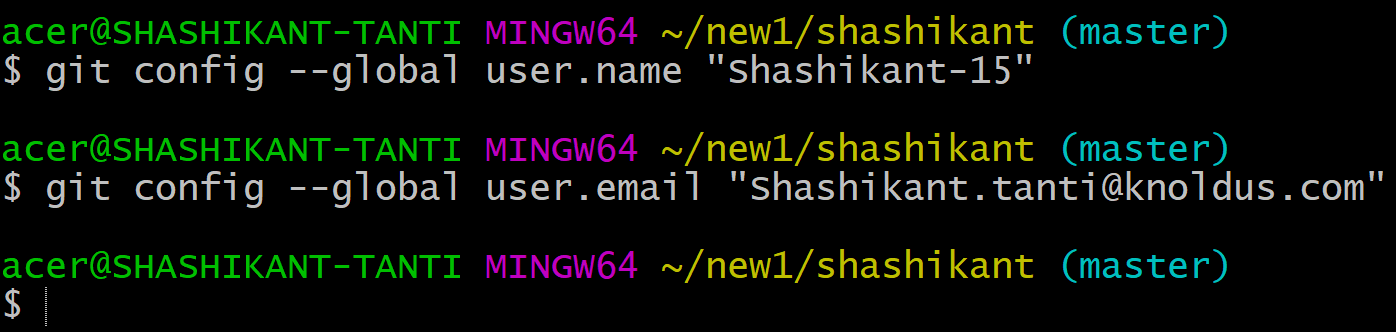 acer@SHASHIKANT-TANTI MINGW64 ~/new1/shashikant (master)
$ git config --global user.name "Shashikant-15"
acer@SHASHIKANT-TANTI MINGW64 ~/new1/shashikant (master)
$ git config --global user.email "Shashikant.tanti@knoldus.com"
acer@SHASHIKANT-TANTI MINGW64 ~/new1/shashikant (master)
$